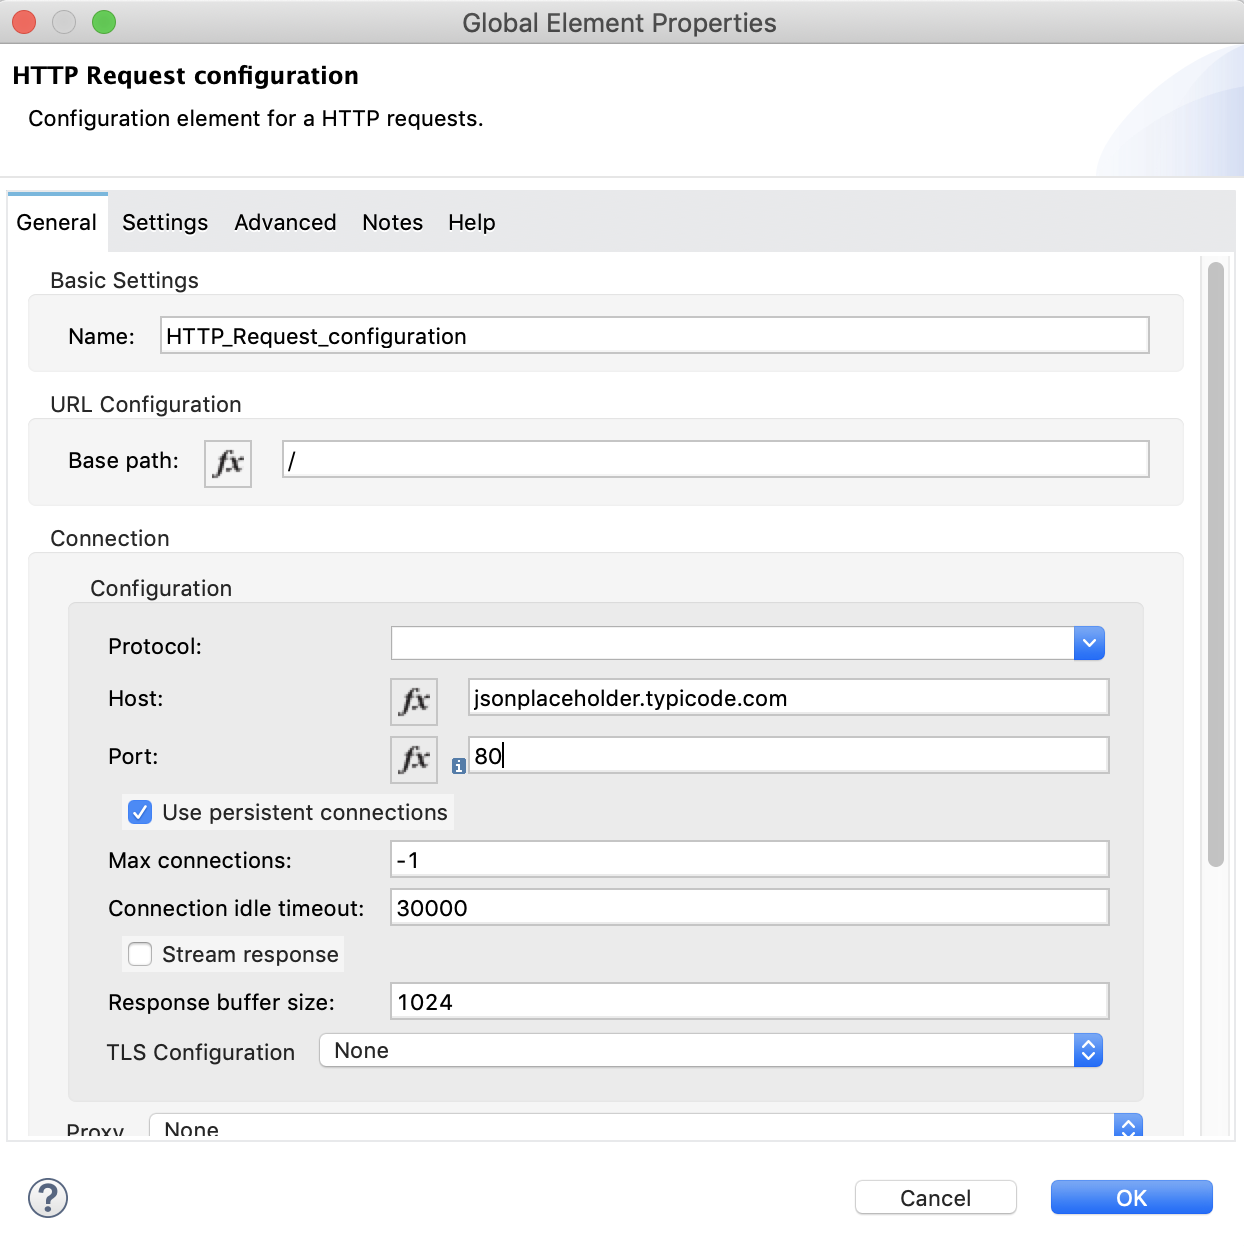 Global Element Properties
HTTP Request configuration
Configuration element for a HTTP requests.
General Settings Advanced Notes Help
Basic Settings
Name: HTTP_Request_configuration
URL Configuration
Base path: fx /
Connection
Configuration
Protocol:
Host: fx jsonplaceholder.typicode.com
Port: fx i 80
Use persistent connections
Max connections: -1
Connection idle timeout: 30000
Stream response
Response buffer size: 1024
TLS Configuration None
Proxy None
? Cancel OK